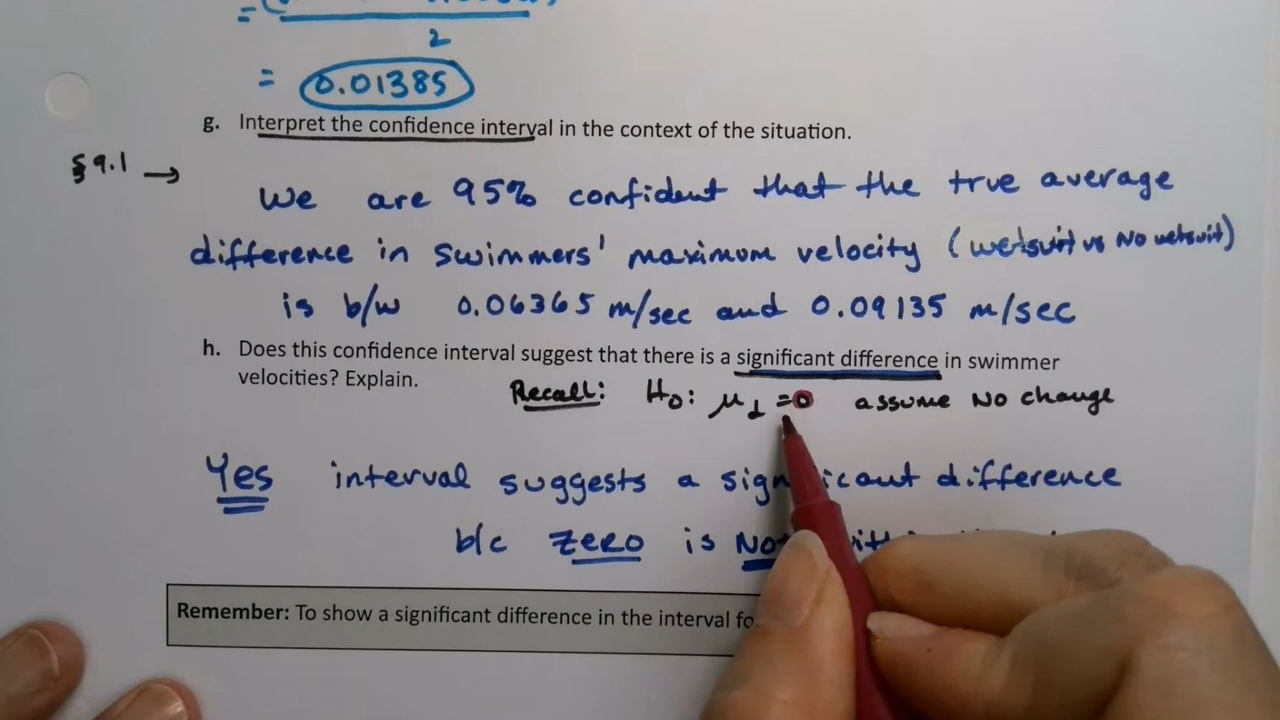 2
= 0.01385
g. Interpret the confidence interval in the context of the situation.
§9.1 →
We are 95% confident that the true average
difference in swimmers' maximum velocity (wetsuit vs No wetsuit)
is b/w 0.06365 m/sec and 0.09135 m/sec
h. Does this confidence interval suggest that there is a significant difference in swimmer
velocities? Explain.
Recall: H₀: μd = 0 assume No change
Yes interval suggests a significant difference
b/c zero is Not
Remember: To show a significant difference in the interval